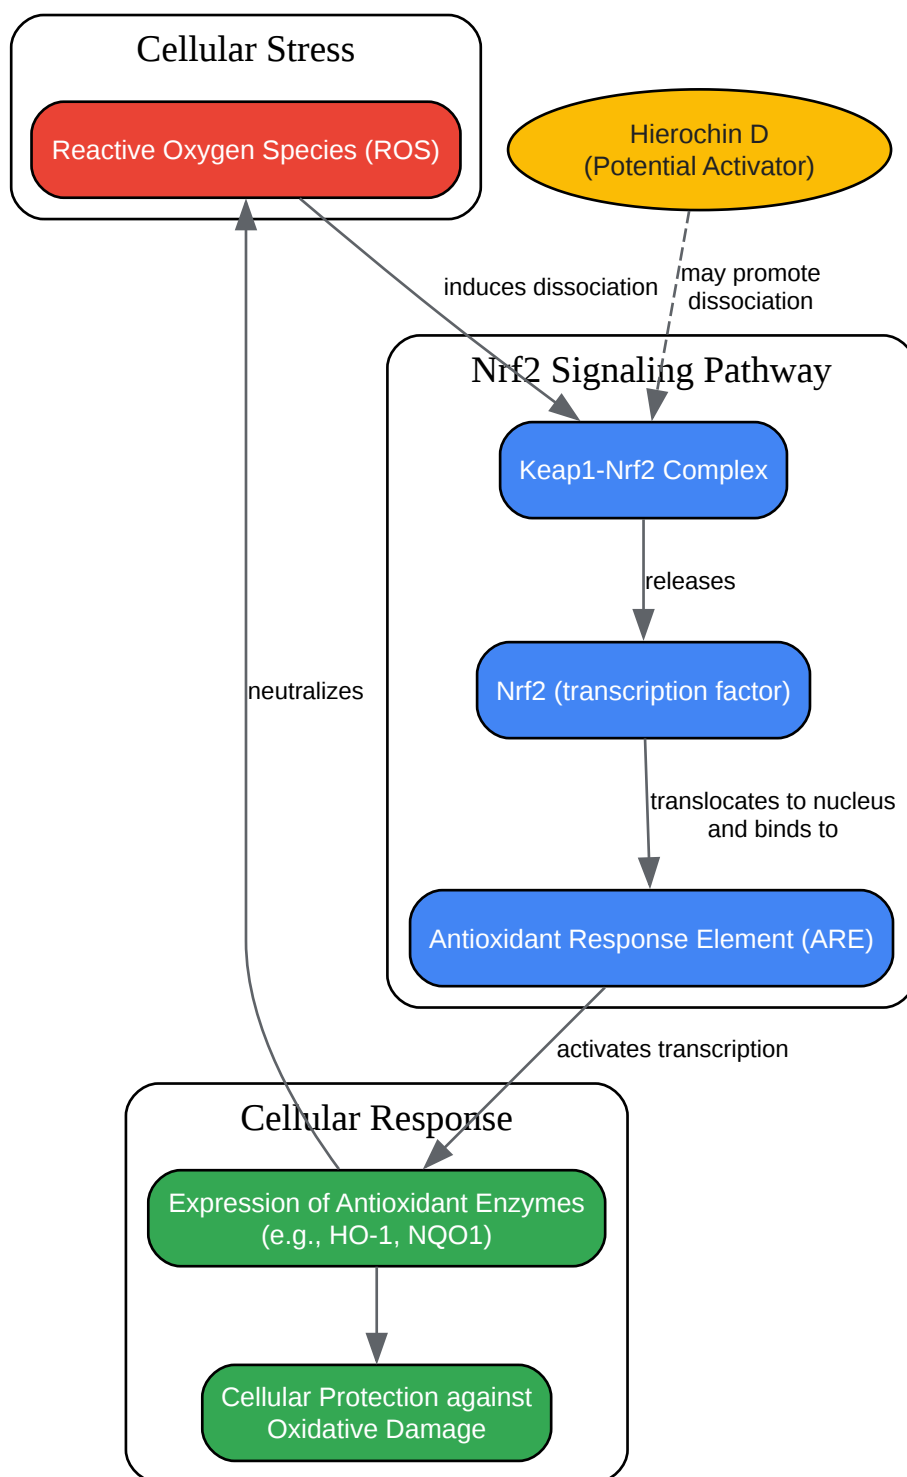 Cellular Stress
Reactive Oxygen Species (ROS)
Hierochin D
(Potential Activator)
induces dissociation
may promote
dissociation
Nrf2 Signaling Pathway
Keap1-Nrf2 Complex
releases
neutralizes
Nrf2 (transcription factor)
translocates to nucleus
and binds to
Antioxidant Response Element (ARE)
activates transcription
Cellular Response
Expression of Antioxidant Enzymes
(e.g., HO-1, NQO1)
Cellular Protection against
Oxidative Damage